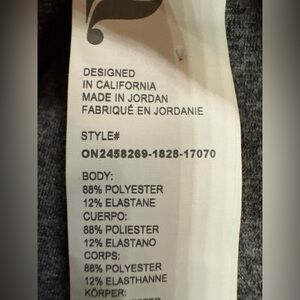 DESIGNED
IN CALIFORNIA
MADE IN JORDAN
FABRIQUÉ EN JORDANIE
STYLE#
ON2458269-1828-17070
BODY:
88% POLYESTER
12% ELASTANE
CUERPO:
88% POLIESTER
12% ELASTANO
CORPS:
88% POLYESTER
12% ELASTHANNE
KÖRPER: